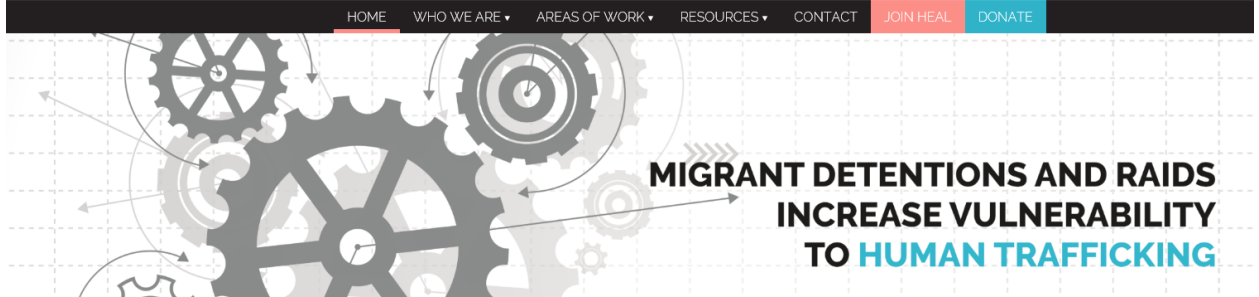 HOME WHO WE ARE ▾ AREAS OF WORK ▾ RESOURCES ▾ CONTACT JOIN HEAL DONATE
MIGRANT DETENTIONS AND RAIDS
INCREASE VULNERABILITY
TO HUMAN TRAFFICKING